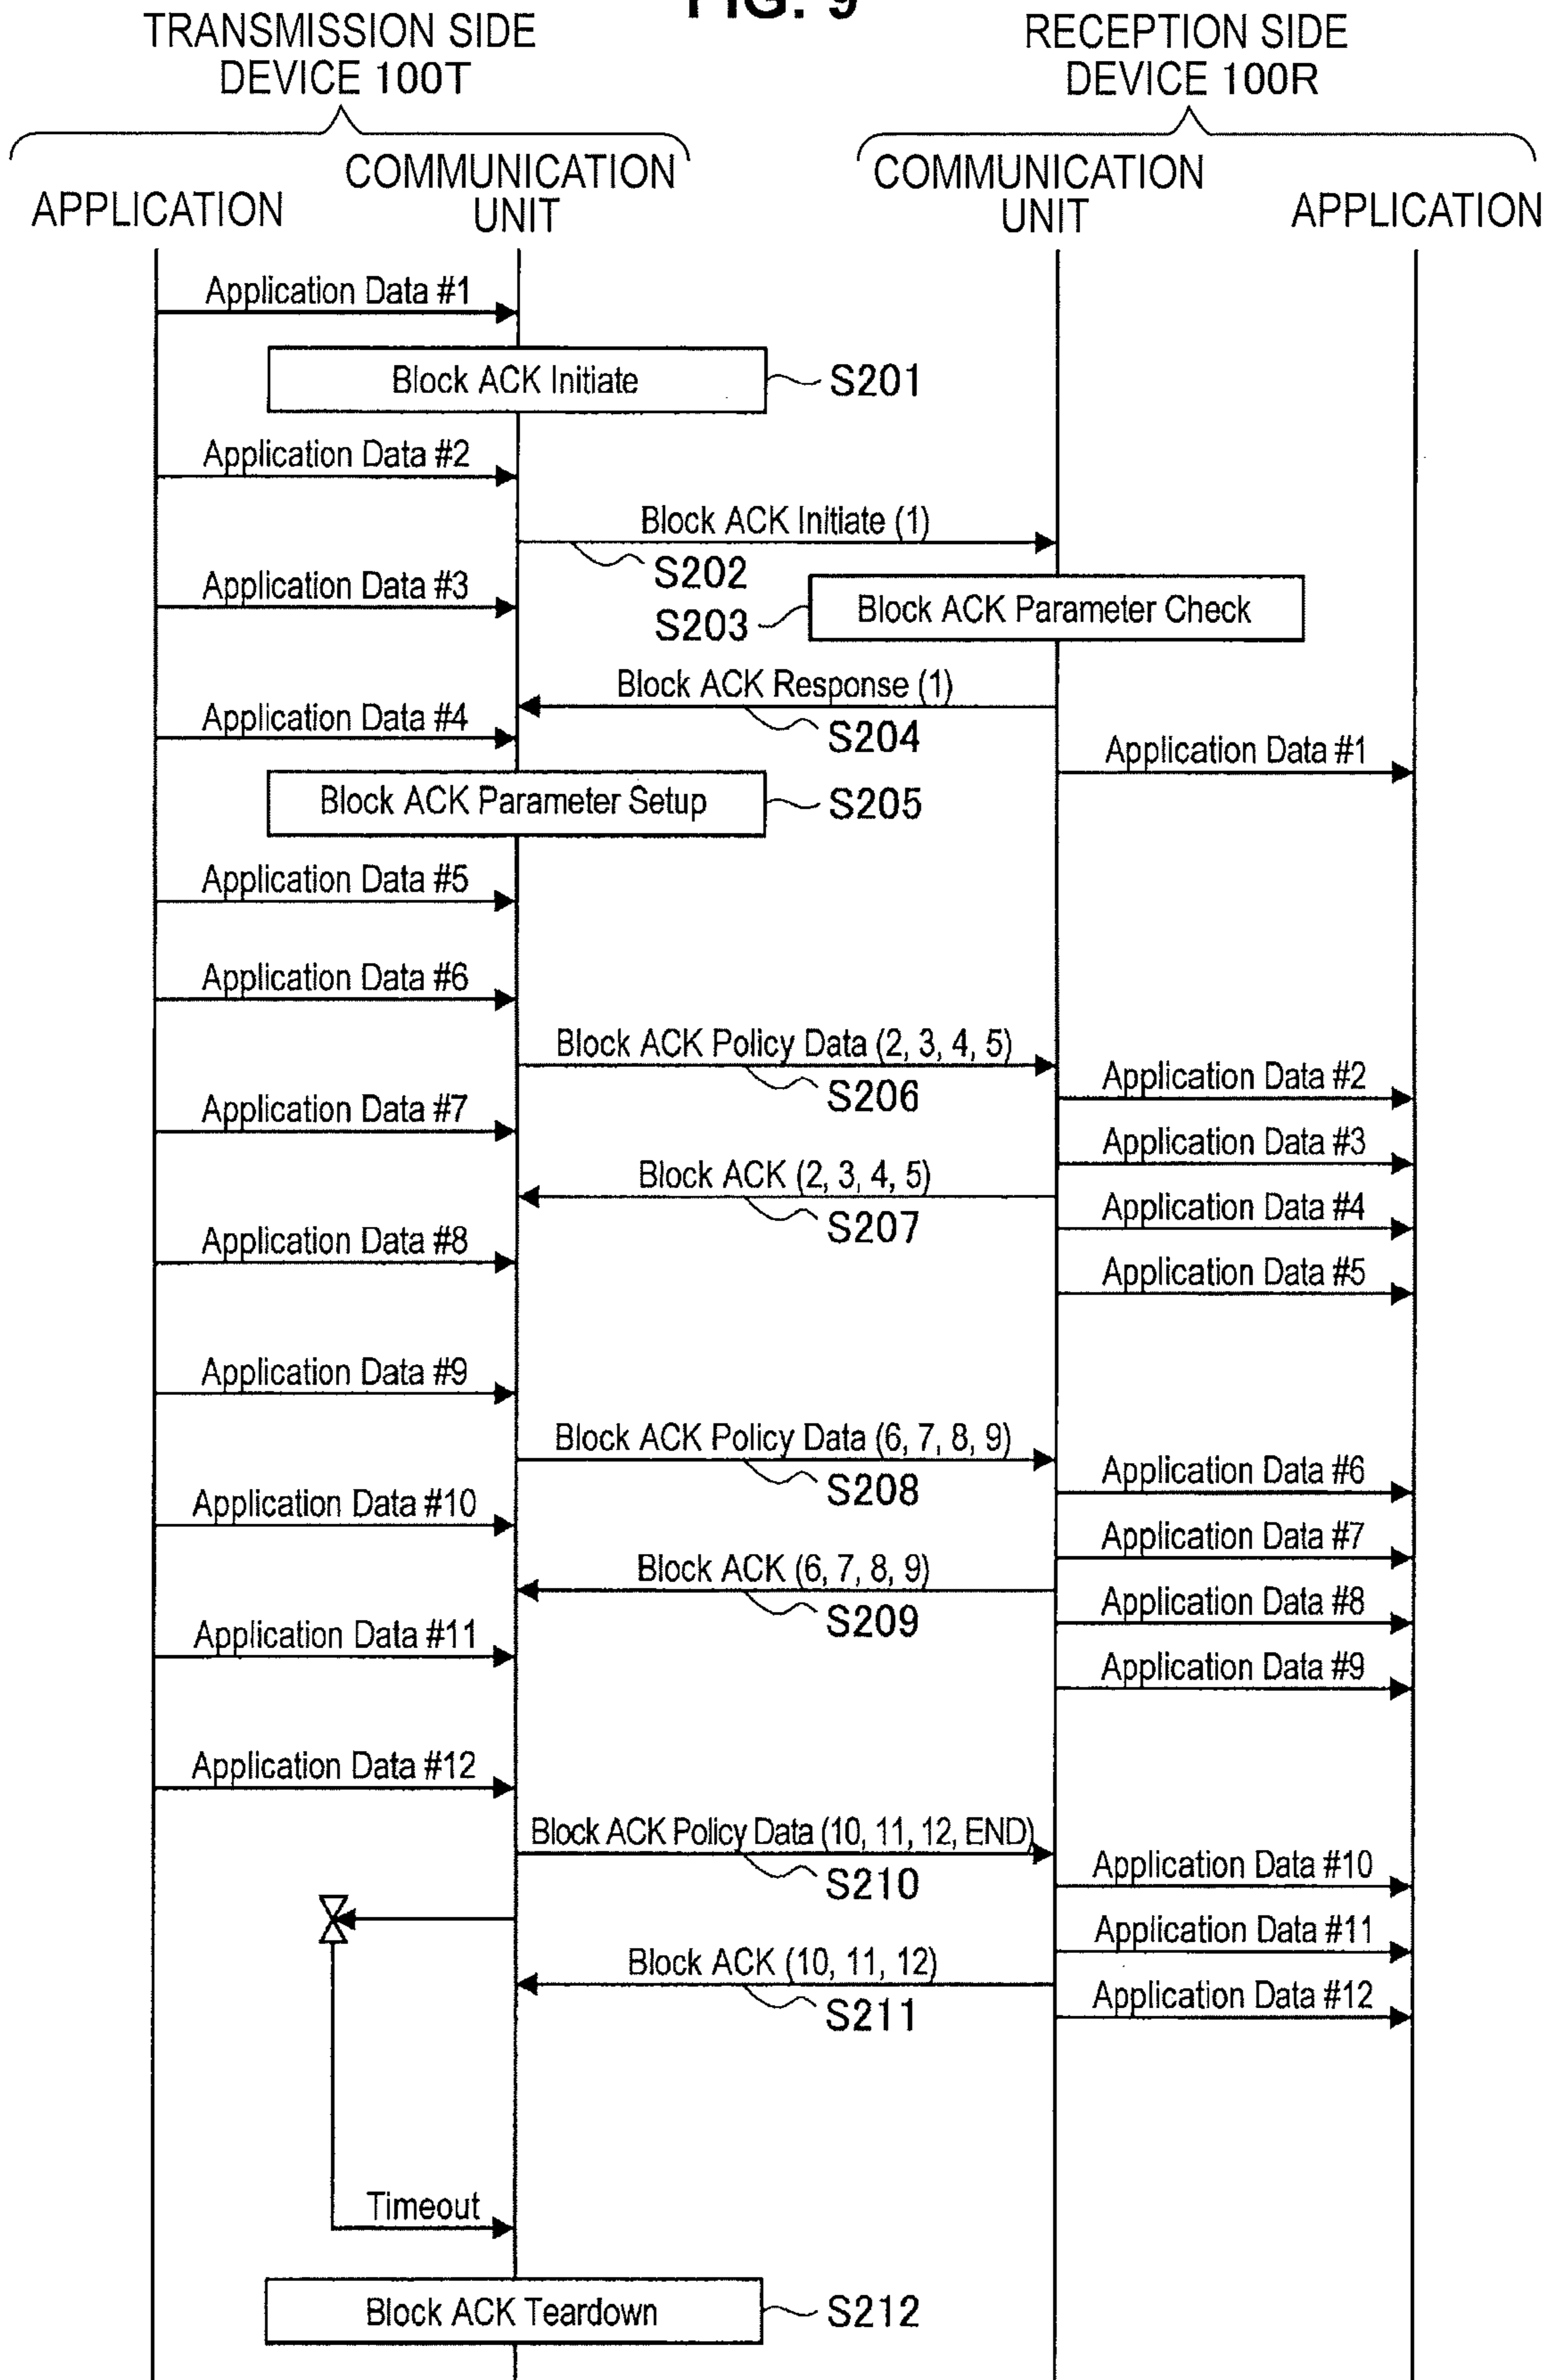 FIG. 9
TRANSMISSION SIDE
DEVICE 100T
RECEPTION SIDE
DEVICE 100R
APPLICATION
COMMUNICATION
UNIT
COMMUNICATION
UNIT
APPLICATION
Application Data #1
Block ACK Initiate
S201
Application Data #2
Block ACK Initiate (1)
S202
Application Data #3
Block ACK Parameter Check
S203
Block ACK Response (1)
S204
Application Data #4
Application Data #1
Block ACK Parameter Setup
S205
Application Data #5
Application Data #6
Block ACK Policy Data (2, 3, 4, 5)
S206
Application Data #2
Application Data #7
Application Data #3
Block ACK (2, 3, 4, 5)
S207
Application Data #4
Application Data #8
Application Data #5
Application Data #9
Block ACK Policy Data (6, 7, 8, 9)
S208
Application Data #6
Application Data #10
Application Data #7
Block ACK (6, 7, 8, 9)
S209
Application Data #8
Application Data #11
Application Data #9
Application Data #12
Block ACK Policy Data (10, 11, 12, END)
S210
Application Data #10
Application Data #11
Block ACK (10, 11, 12)
S211
Application Data #12
Timeout
Block ACK Teardown
S212